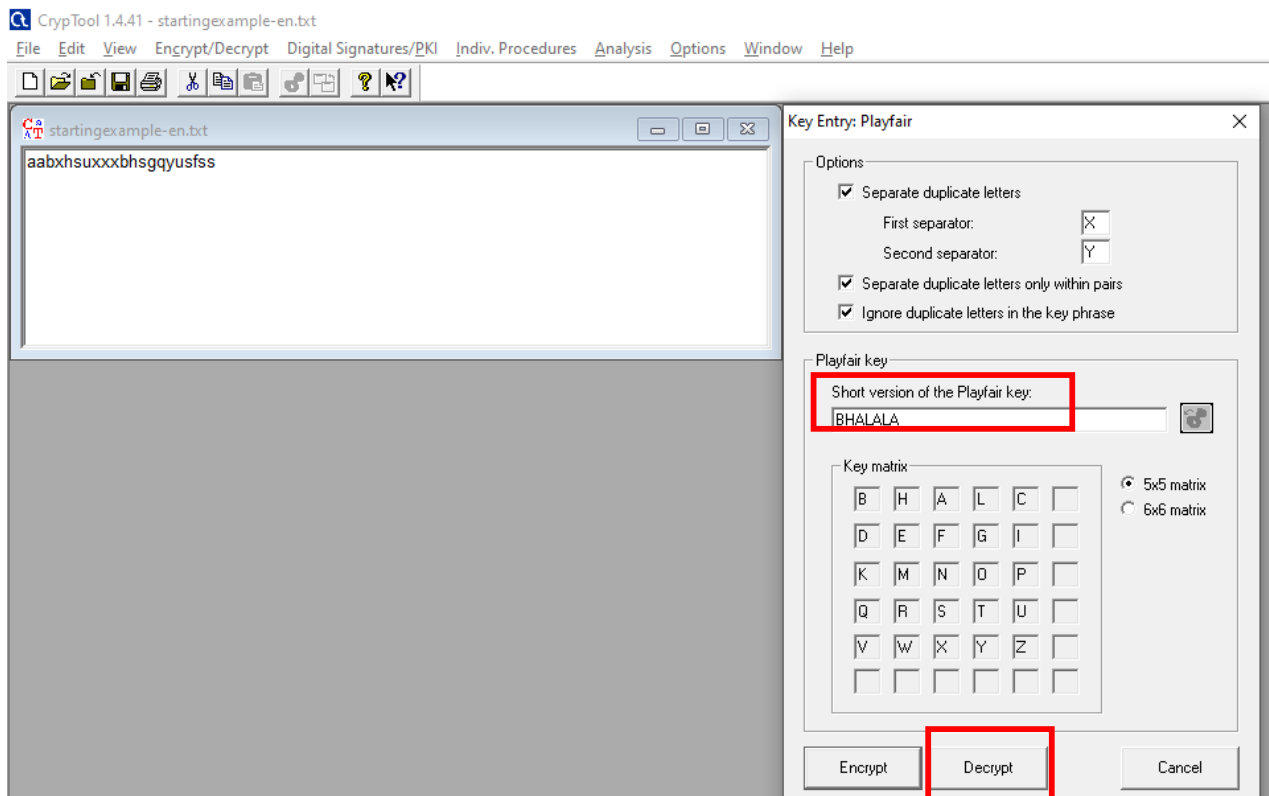 CrypTool 1.4.41 - startingexample-en.txt
File Edit View Encrypt/Decrypt Digital Signatures/PKI Indiv. Procedures Analysis Options Window Help
startingexample-en.txt
aabxhsuxxxbhsgqyusfss
Key Entry: Playfair
Options
Separate duplicate letters
First separator: X
Second separator: Y
Separate duplicate letters only within pairs
Ignore duplicate letters in the key phrase
Playfair key
Short version of the Playfair key:
BHALALA
Key matrix
B H A L C
D E F G I
K M N O P
Q R S T U
V W X Y Z
5x5 matrix
6x6 matrix
Encrypt Decrypt Cancel